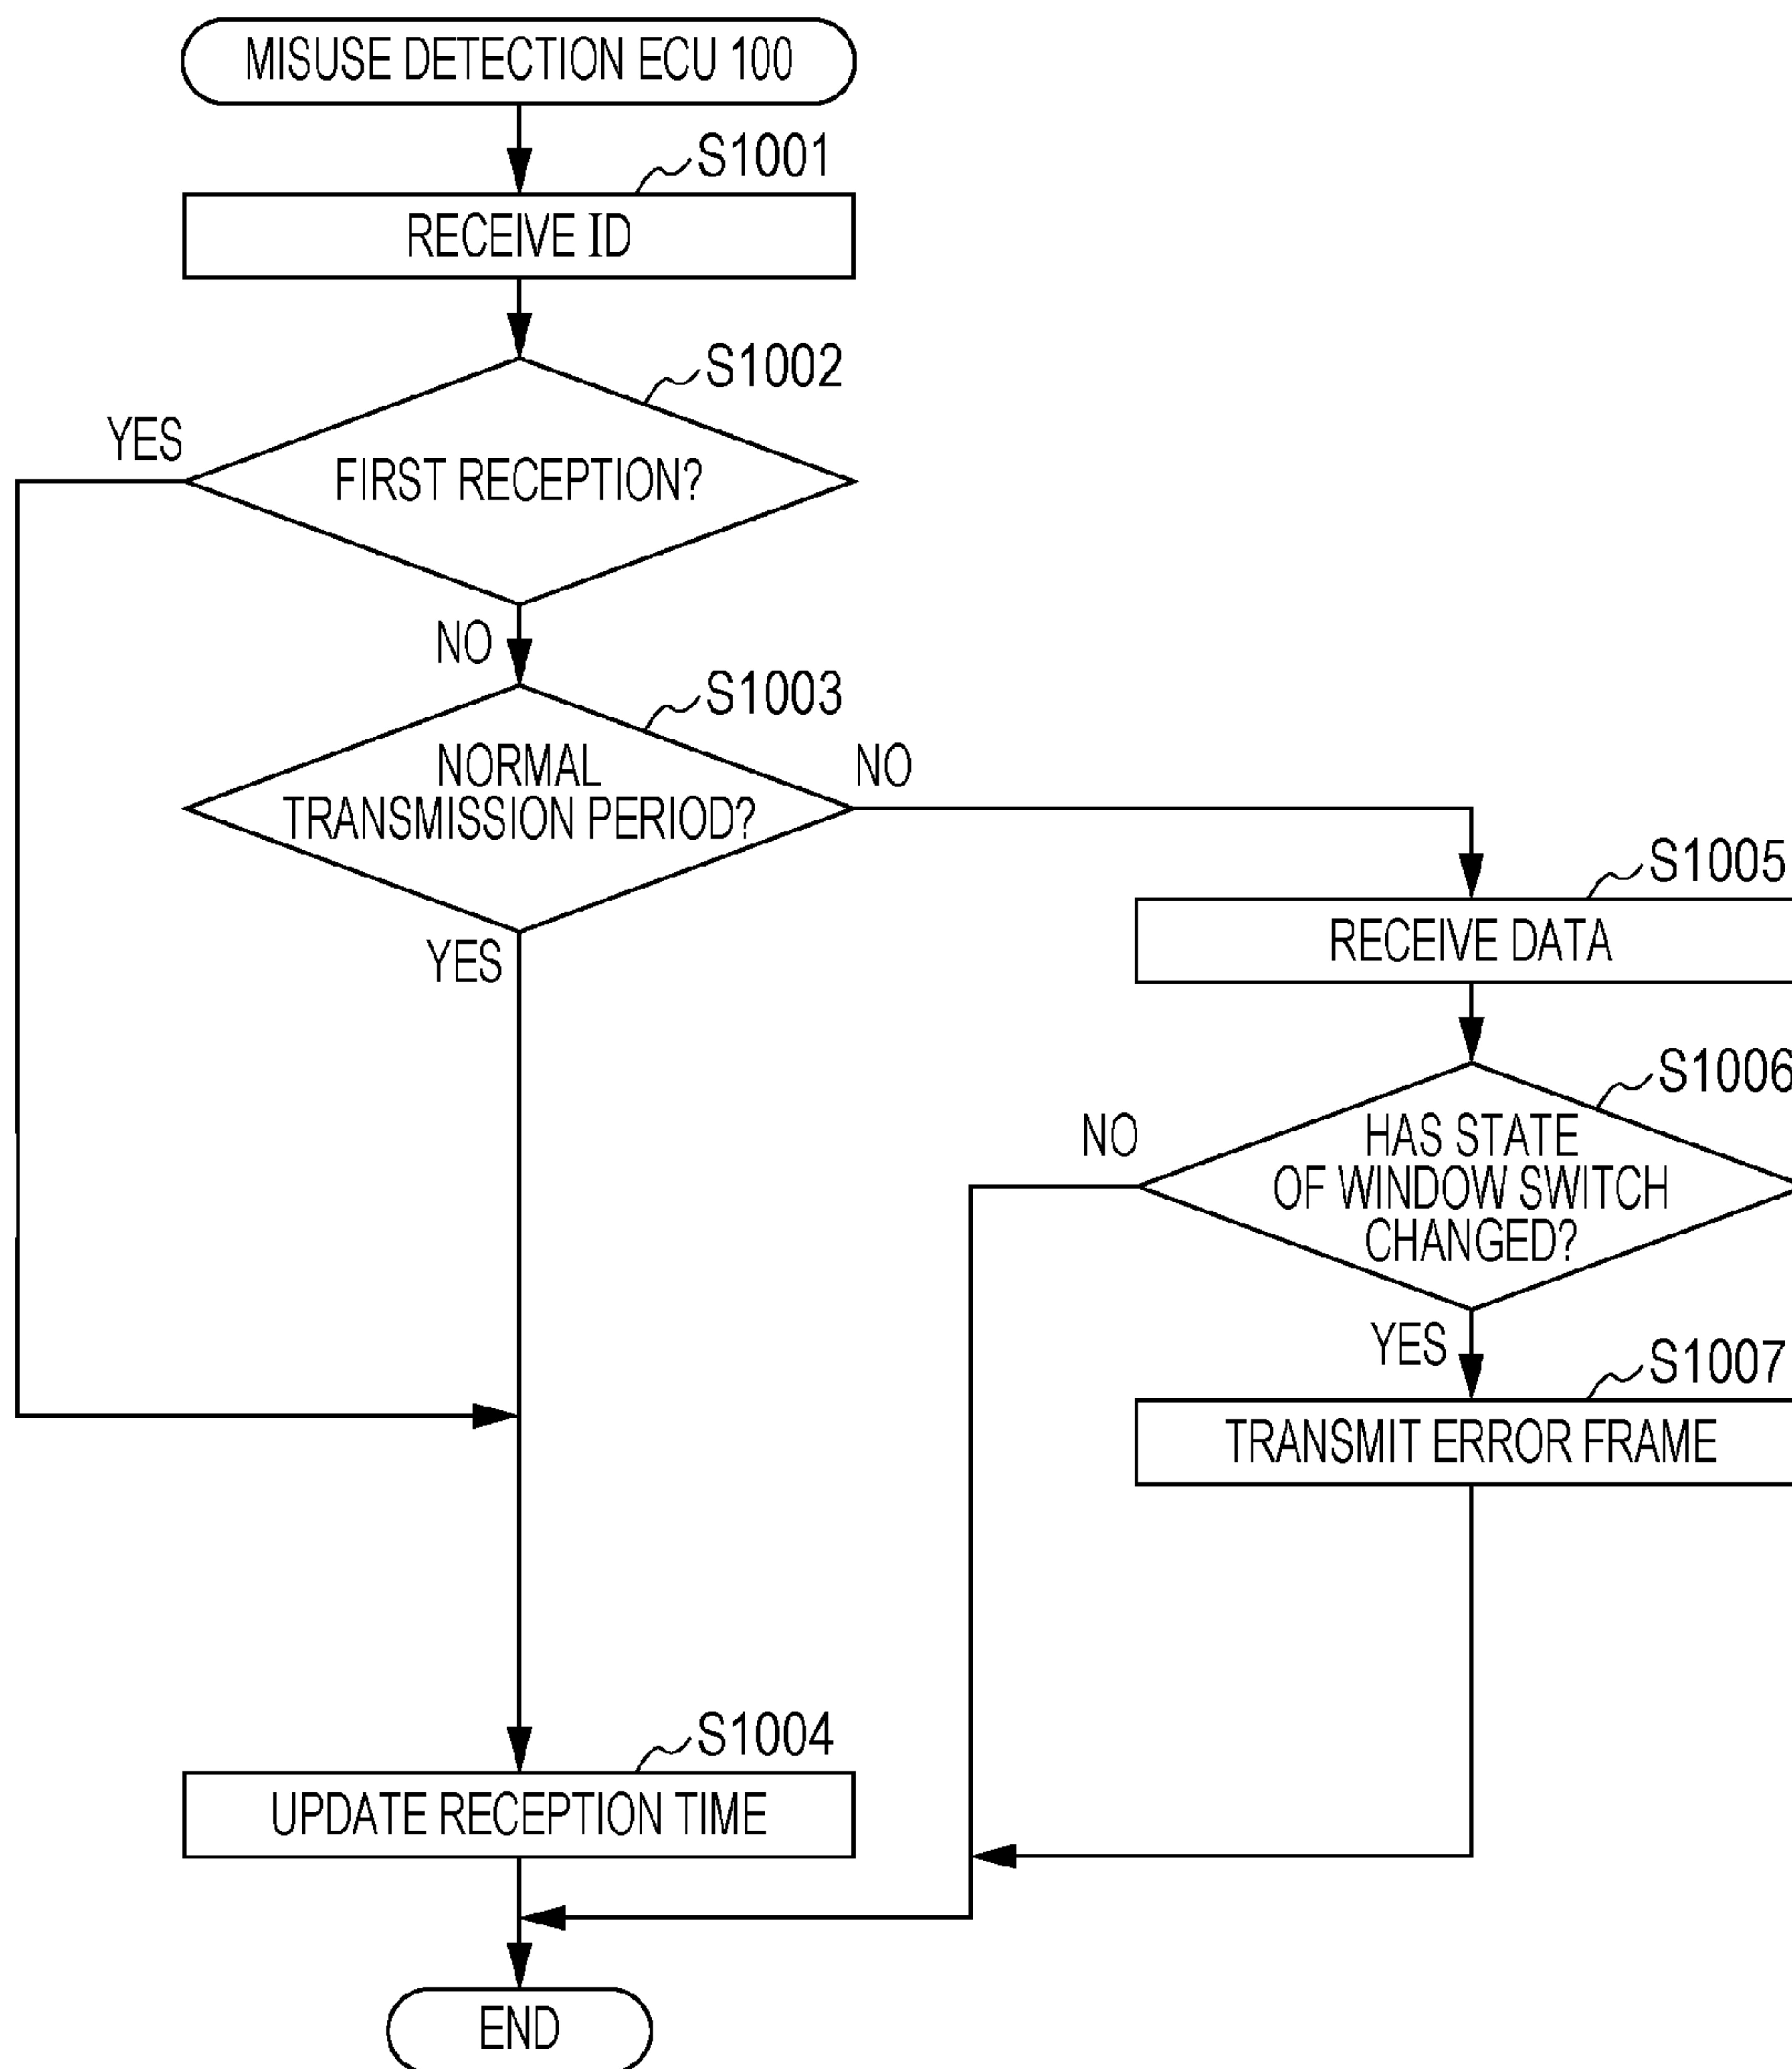 MISUSE DETECTION ECU 100
S1001
RECEIVE ID
S1002
YES
FIRST RECEPTION?
NO
S1003
NORMAL
TRANSMISSION PERIOD?
NO
YES
S1005
RECEIVE DATA
S1006
NO
HAS STATE
OF WINDOW SWITCH
CHANGED?
YES
S1007
TRANSMIT ERROR FRAME
S1004
UPDATE RECEPTION TIME
END